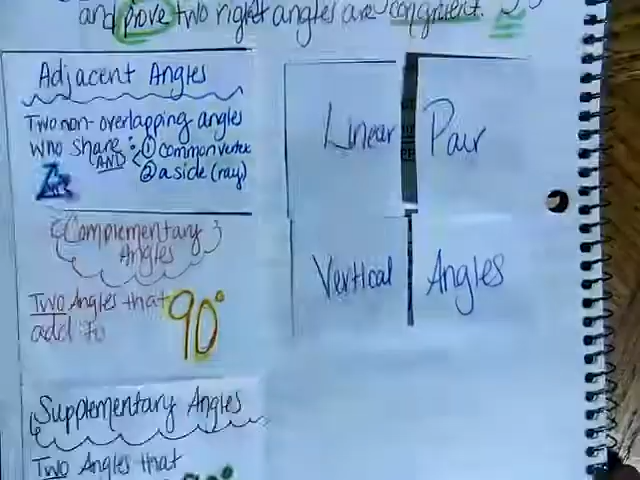 and prove two right angles are congruent.
Adjacent Angles
Two non-overlapping angles
who share: ① common vertex
AND
② a side (ray)
Complementary
Angles
Two Angles that
add to
90°
Supplementary Angles
Two Angles that
Linear Pair
Vertical Angles